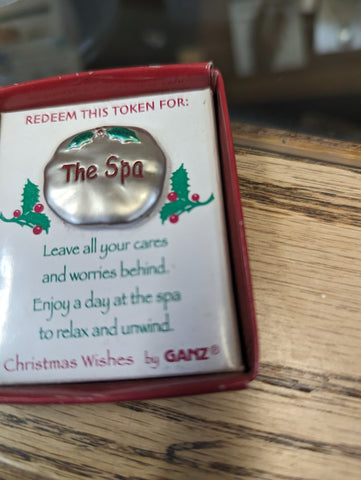 REDEEM THIS TOKEN FOR:
The Spa
Leave all your cares
and worries behind.
Enjoy a day at the spa
to relax and unwind.
Christmas Wishes by GANZ®